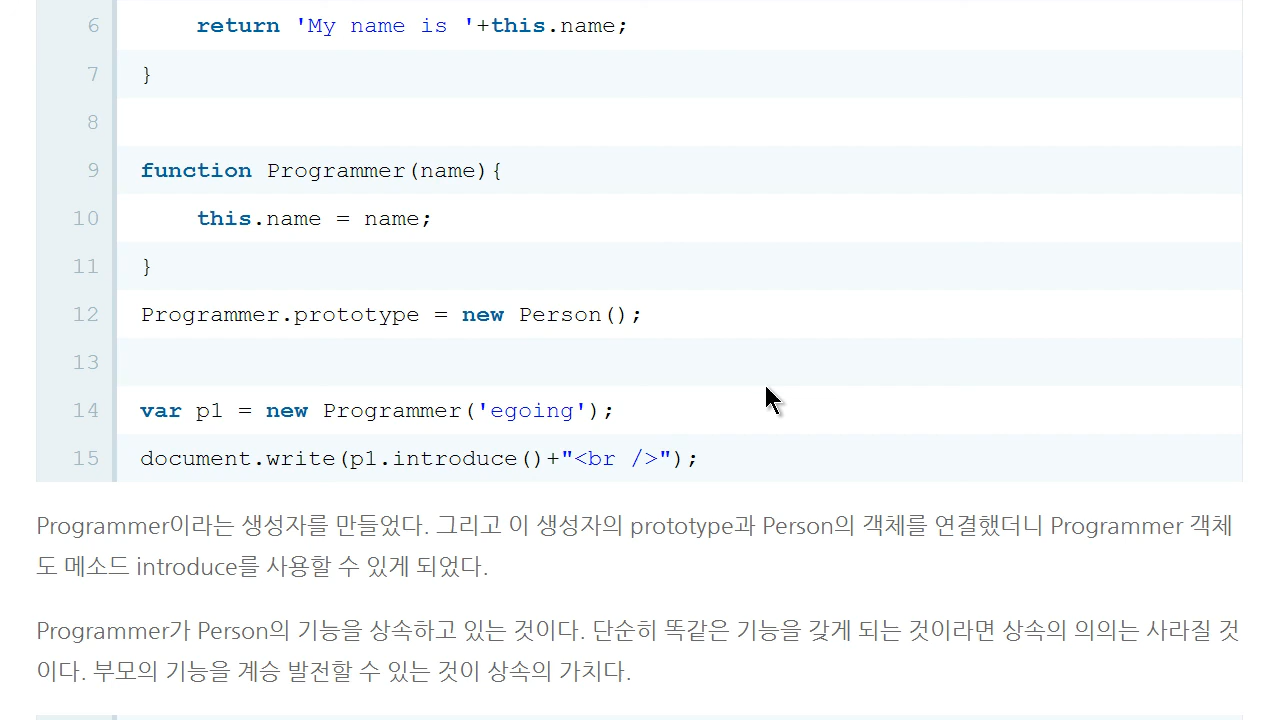 6 return 'My name is '+this.name;
7 }
8
9 function Programmer(name){
10 this.name = name;
11 }
12 Programmer.prototype = new Person();
13
14 var p1 = new Programmer('egoing');
15 document.write(p1.introduce()+"<br />");
Programmer이라는 생성자를 만들었다. 그리고 이 생성자의 prototype과 Person의 객체를 연결했더니 Programmer 객체
도 메소드 introduce를 사용할 수 있게 되었다.
Programmer가 Person의 기능을 상속하고 있는 것이다. 단순히 똑같은 기능을 갖게 되는 것이라면 상속의 의의는 사라질 것
이다. 부모의 기능을 계승 발전할 수 있는 것이 상속의 가치다.